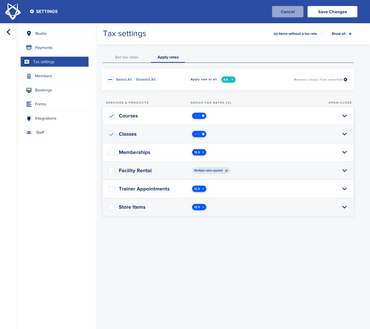 SETTINGS
Cancel
Save Changes
Studio
Payments
Tax settings
Members
Bookings
Forms
Integrations
Staff
Tax settings
items without a tax rate
Show all
Set tax rates
Apply rates
Select All
Deselect All
Apply rate to all
Remove rate(s) from selected
SERVICES & PRODUCTS
GROUP TAX RATES (%)
OPEN/CLOSE
Courses
Classes
Memberships
Facility Rental
Multiple rates applied
Trainer Appointments
Store Items